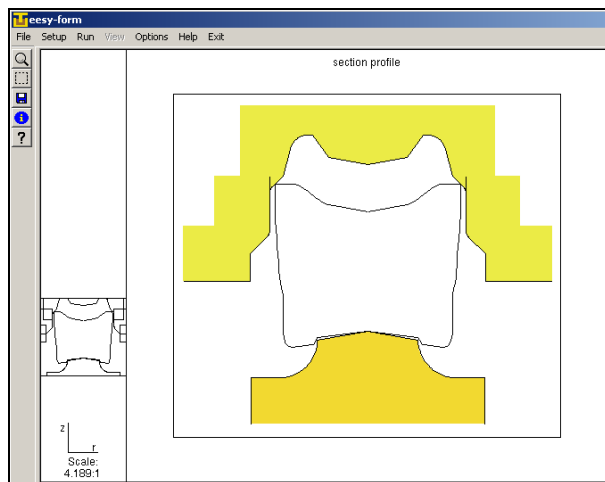 eesy-form
File Setup Run View Options Help Exit
section profile
z
r
Scale:
4.189:1